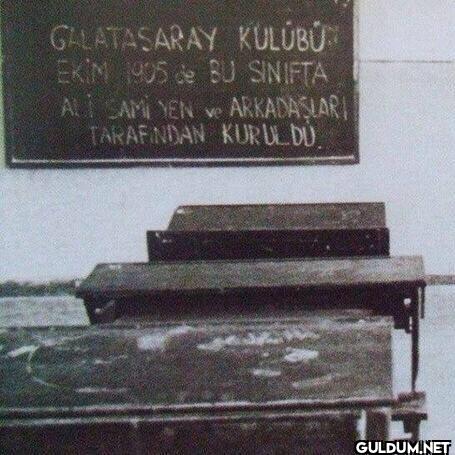 GALATASARAY KULÜBÜ
EKİM 1905 de BU SINIFTA
ALİ SAMİ YEN ve ARKADAŞLARI
TARAFINDAN KURULDU
GULDUM.NET